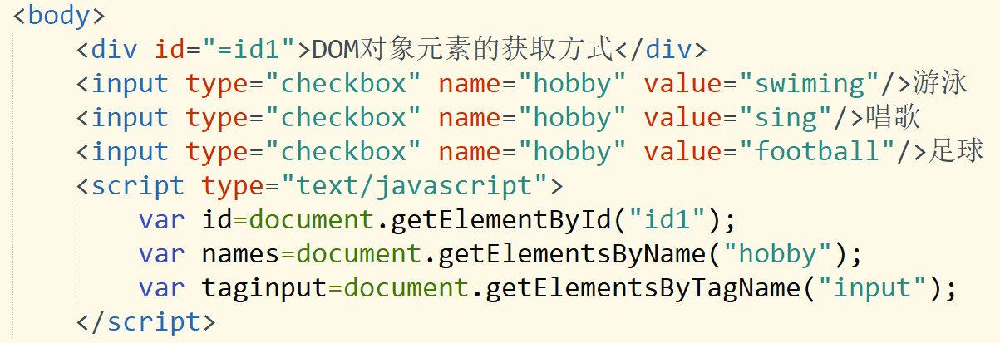 <body>
<div id="=id1">DOM对象元素的获取方式</div>
<input type="checkbox" name="hobby" value="swiming"/>游泳
<input type="checkbox" name="hobby" value="sing"/>唱歌
<input type="checkbox" name="hobby" value="football"/>足球
<script type="text/javascript">
var id=document.getElementById("id1");
var names=document.getElementsByName("hobby");
var taginput=document.getElementsByTagName("input");
</script>